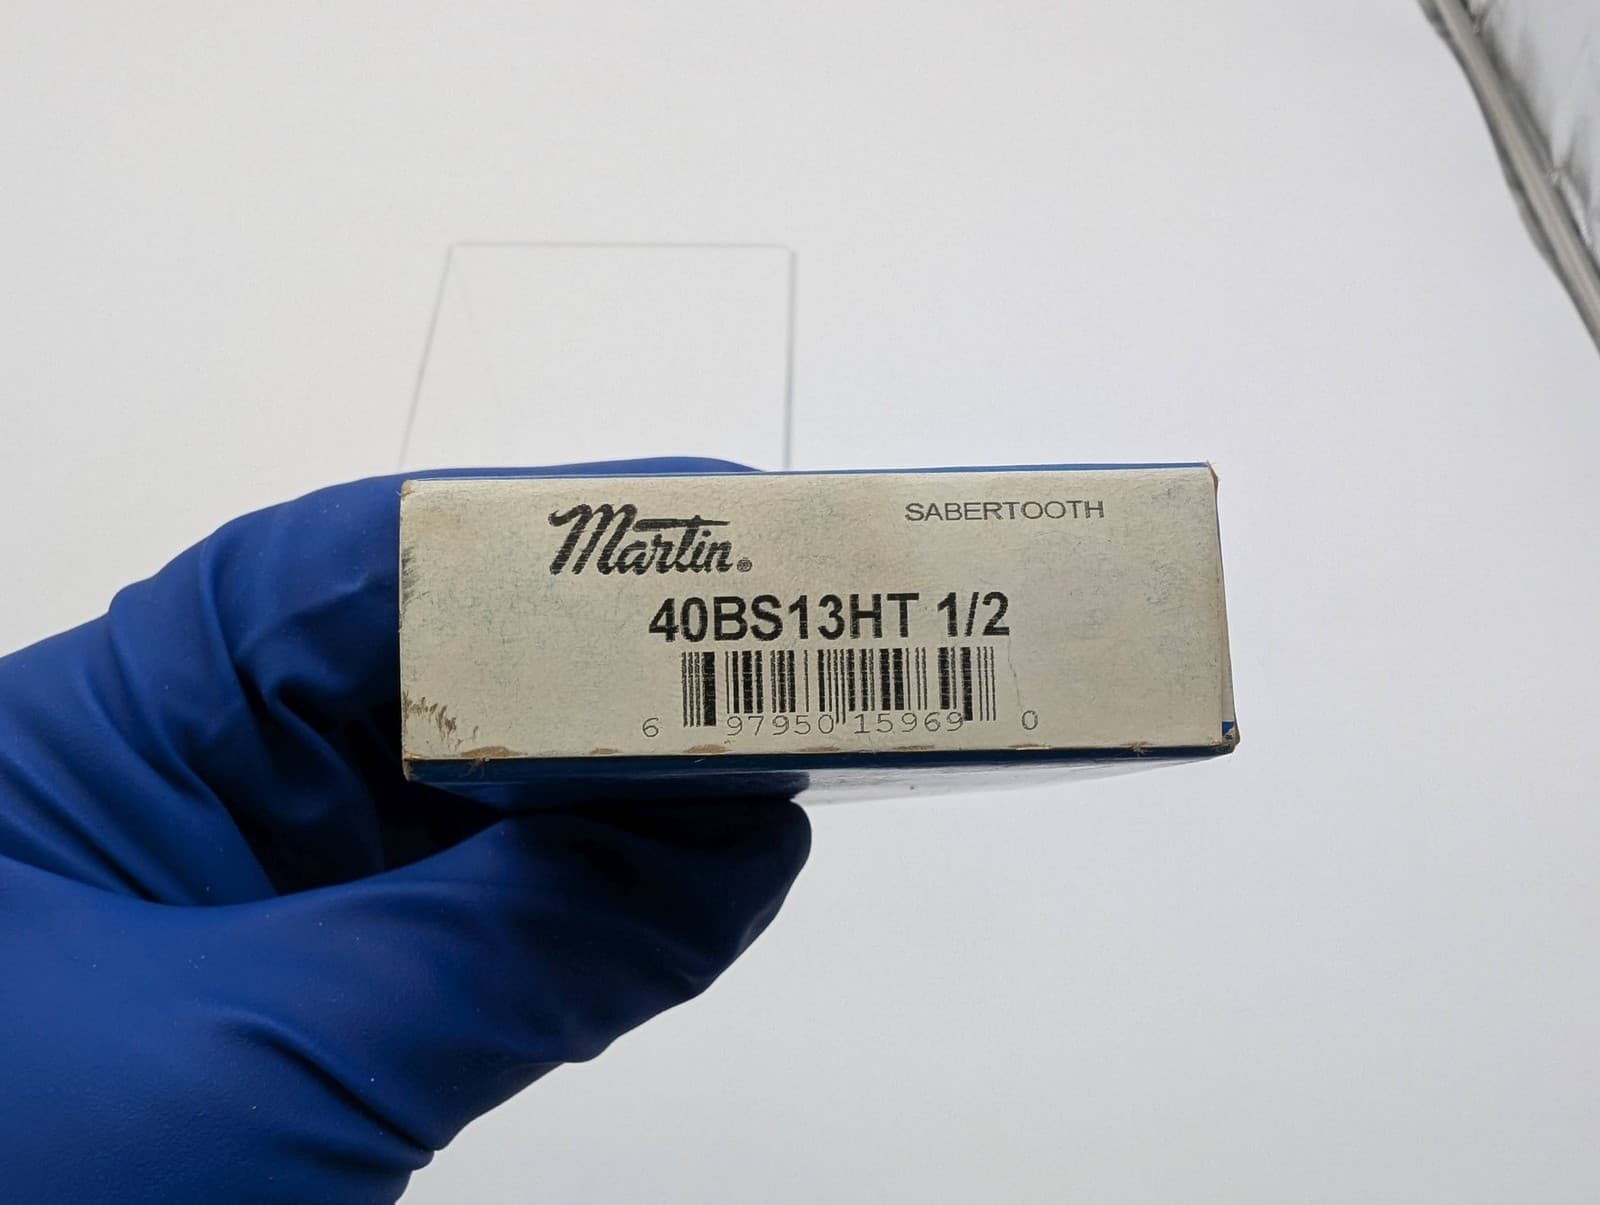 Martin®
SABERTOOTH
40BS13HT 1/2
6 97950 15969 0